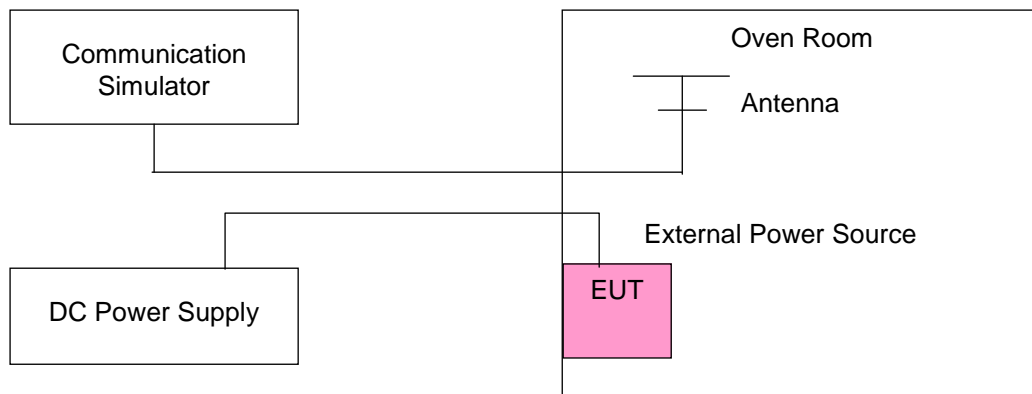 Communication
Simulator
Oven Room
Antenna
External Power Source
EUT
DC Power Supply